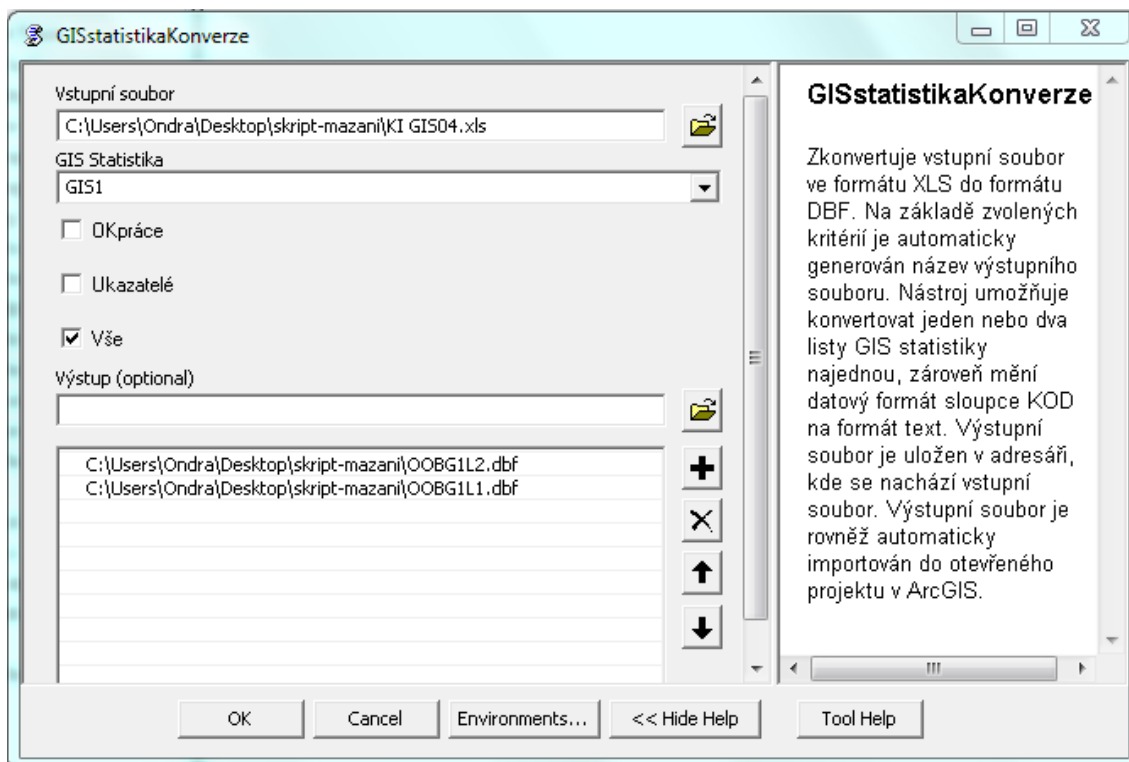 GISstatistikaKonverze
Vstupní soubor
C:\Users\Ondra\Desktop\skript-mazani\KI GIS04.xls
GIS Statistika
GIS1
OKpráce
Ukazatelé
Vše
Výstup (optional)
C:\Users\Ondra\Desktop\skript-mazani\OOBG1L2.dbf
C:\Users\Ondra\Desktop\skript-mazani\OOBG1L1.dbf
GISstatistikaKonverze
Zkonvertuje vstupní soubor
ve formátu XLS do formátu
DBF. Na základě zvolených
kritérií je automaticky
generován název výstupního
souboru. Nástroj umožňuje
konvertovat jeden nebo dva
listy GIS statistiky
najednou, zároveň mění
datový formát sloupce KOD
na formát text. Výstupní
soubor je uložen v adresáři,
kde se nachází vstupní
soubor. Výstupní soubor je
rovněž automaticky
importován do otevřeného
projektu v ArcGIS.
OK
Cancel
Environments...
<< Hide Help
Tool Help